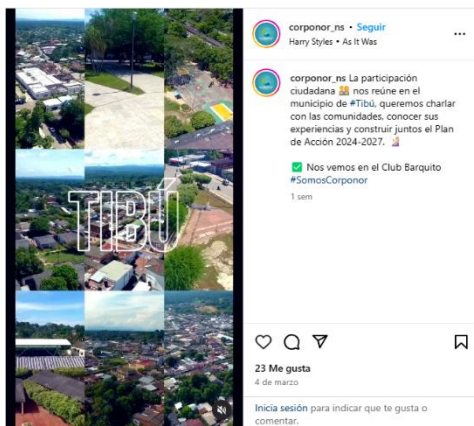 TIBÚ
corponor_ns • Seguir
Harry Styles • As It Was
corponor_ns La participación
ciudadana 👥 nos reúne en el
municipio de #Tibú, queremos charlar
con las comunidades, conocer sus
experiencias y construir juntos el Plan
de Acción 2024-2027.
✅ Nos vemos en el Club Barquito
#SomosCorponor
1 sem
23 Me gusta
4 de marzo
Inicia sesión para indicar que te gusta o
comentar.